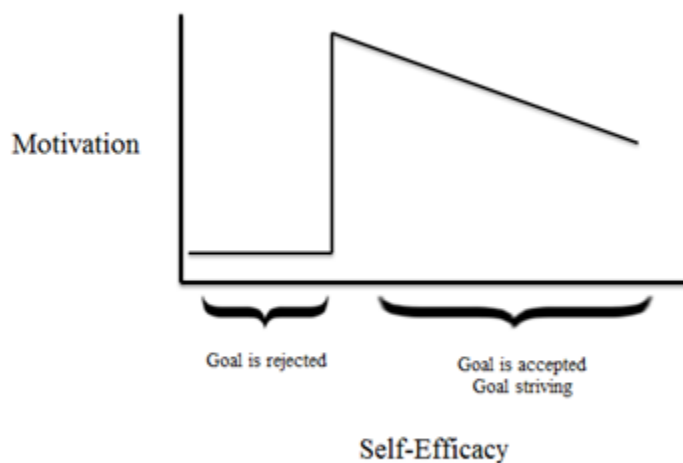 Motivation
Goal is rejected
Goal is accepted
Goal striving
Self-Efficacy